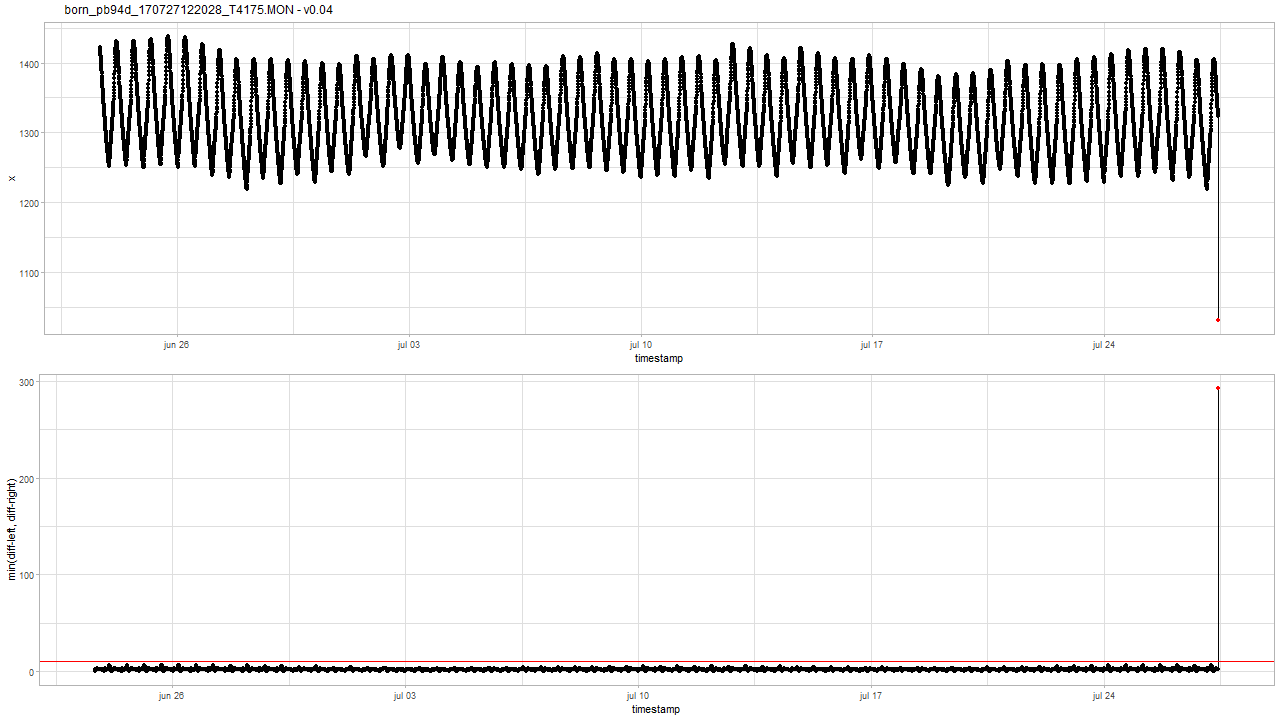 born_pb94d_170727122028_T4175.MON - v0.04
1400
1300
1200
1100
x
jun 26 jul 03 jul 10 jul 17 jul 24
timestamp
300
200
100
0
min(diff-left, diff-right)
jun 26 jul 03 jul 10 jul 17 jul 24
timestamp